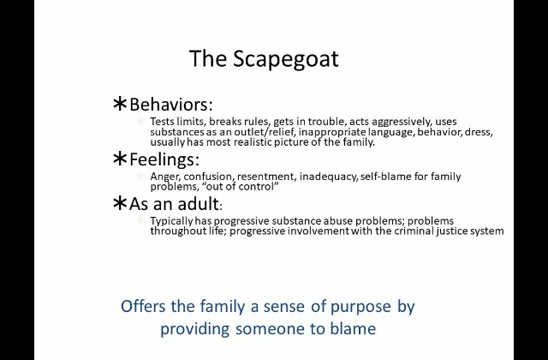 The Scapegoat
*Behaviors:
Tests limits, breaks rules, gets in trouble, acts aggressively, uses
substances as an outlet/relief, inappropriate language, behavior, dress,
usually has most realistic picture of the family.
*Feelings:
Anger, confusion, resentment, inadequacy, self-blame for family
problems, "out of control"
*As an adult:
Typically has progressive substance abuse problems; problems
throughout life; progressive involvement with the criminal justice system
Offers the family a sense of purpose by
providing someone to blame